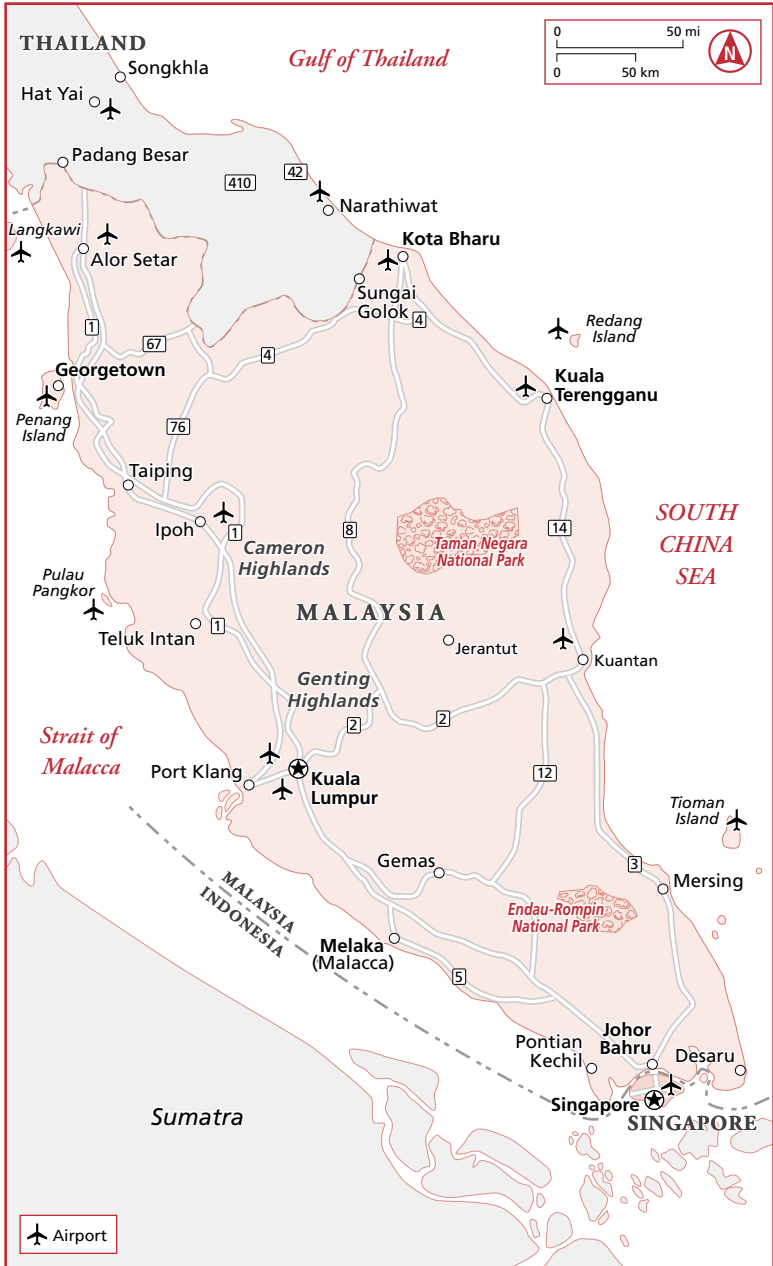 THAILAND
Songkhla
Hat Yai
Gulf of Thailand
0
50 mi
0
50 km
N
Padang Besar
410
42
Narathiwat
Langkawi
Alor Setar
Kota Bharu
Sungai
Golok
1
67
4
4
Redang
Island
Georgetown
Penang
Island
76
Kuala
Terengganu
Taiping
Ipoh
1
Cameron
Highlands
8
Taman Negara
National Park
14
SOUTH
CHINA
SEA
Pulau
Pangkor
MALAYSIA
Teluk Intan
1
Jerantut
Kuantan
Genting
Highlands
2
2
Strait of
Malacca
Port Klang
Kuala
Lumpur
12
Tioman
Island
Gemas
3
Mersing
MALAYSIA
INDONESIA
Endau-Rompin
National Park
Melaka
(Malacca)
5
Pontian
Kechil
Johor
Bahru
Desaru
Singapore
SINGAPORE
Sumatra
Airport